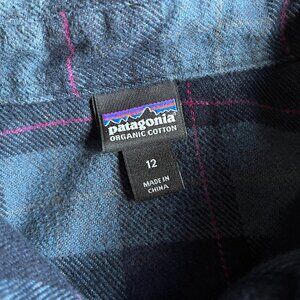 patagonia
ORGANIC COTTON
12
MADE IN
CHINA